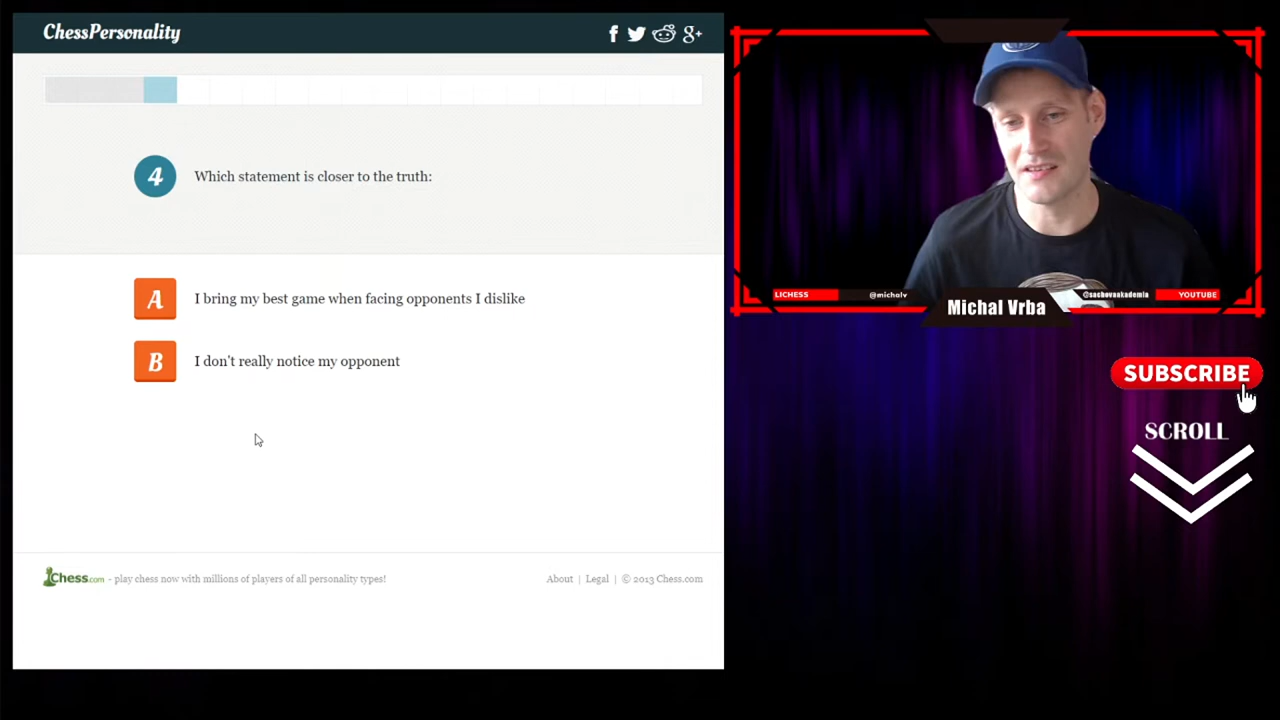 ChessPersonality
4
Which statement is closer to the truth:
A
I bring my best game when facing opponents I dislike
B
I don't really notice my opponent
Chess.com - play chess now with millions of players of all personality types!
About | Legal | © 2013 Chess.com
LICHESS @michalv
@sachovaakademia YOUTUBE
Michal Vrba
SUBSCRIBE
SCROLL